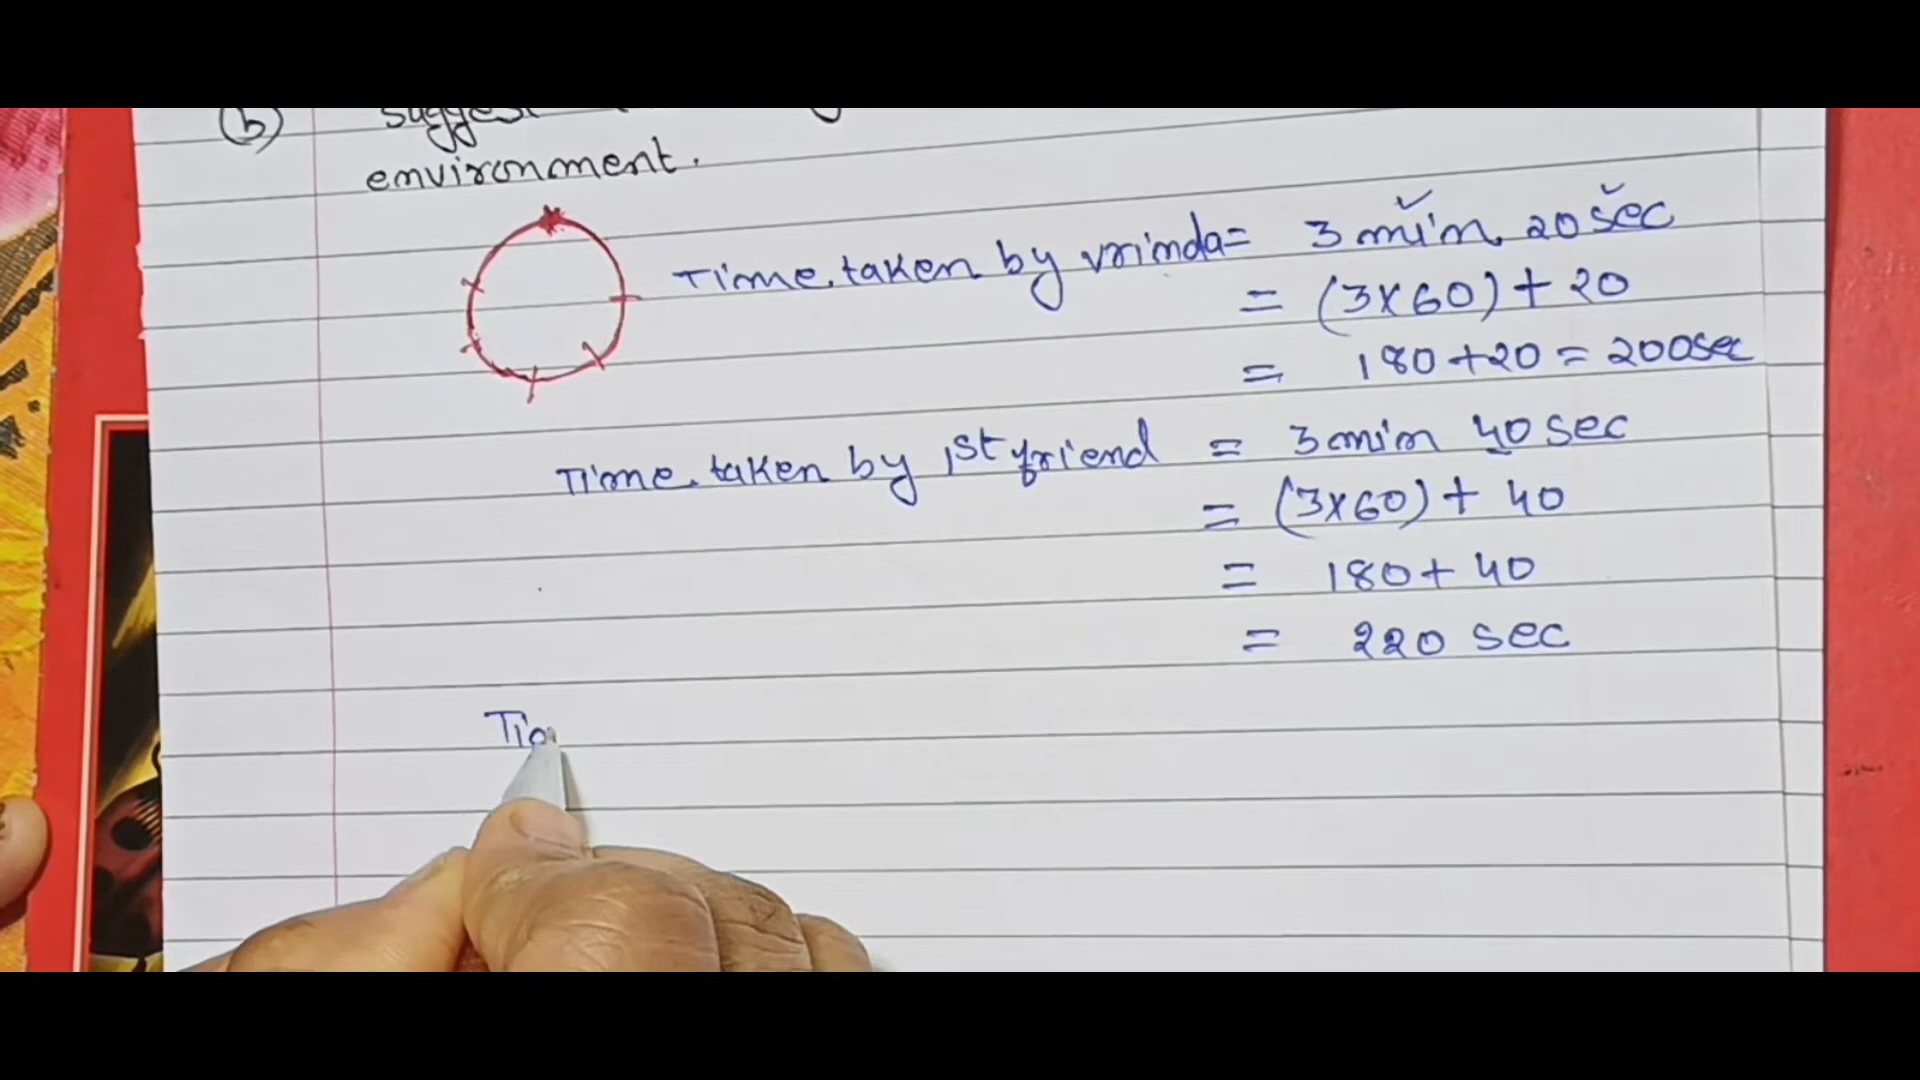 (b) suggest
environment.
Time taken by vrinda = 3 min 20 sec
= (3x60) + 20
= 180 + 20 = 200sec
Time taken by 1st friend = 3 min 40 sec
= (3x60) + 40
= 180 + 40
= 220 sec